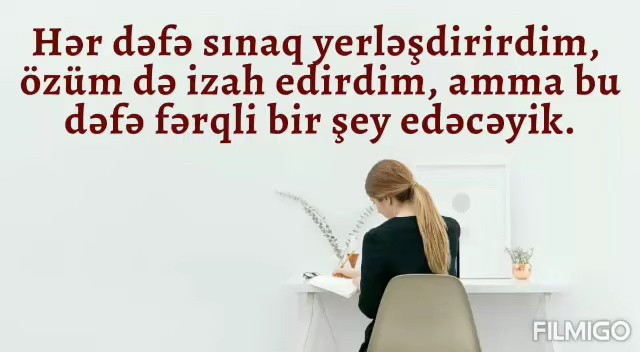 Hər dəfə sınaq yerləşdirirdim,
özüm də izah edirdim, amma bu
dəfə fərqli bir şey edəcəyik.
FILMIGO